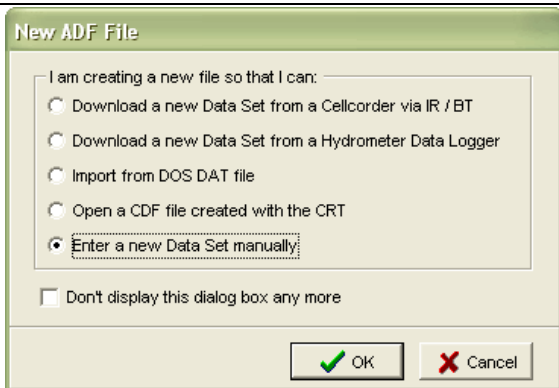 New ADF File
I am creating a new file so that I can:
Download a new Data Set from a Cellcorder via IR / BT
Download a new Data Set from a Hydrometer Data Logger
Import from DOS DAT file
Open a CDF file created with the CRT
Enter a new Data Set manually
Don't display this dialog box any more
OK
Cancel